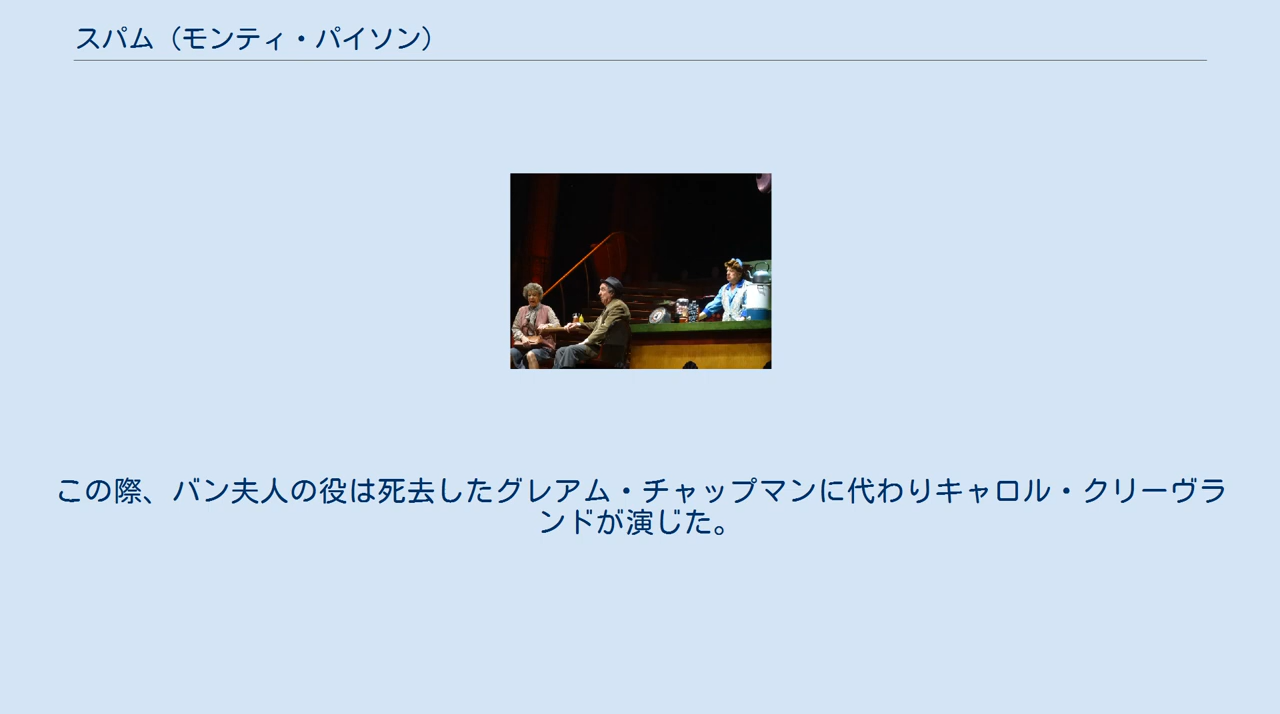 スパム（モンティ・パイソン）
この際、バン夫人の役は死去したグレアム・チャップマンに代わりキャロル・クリーヴラ
ンドが演じた。